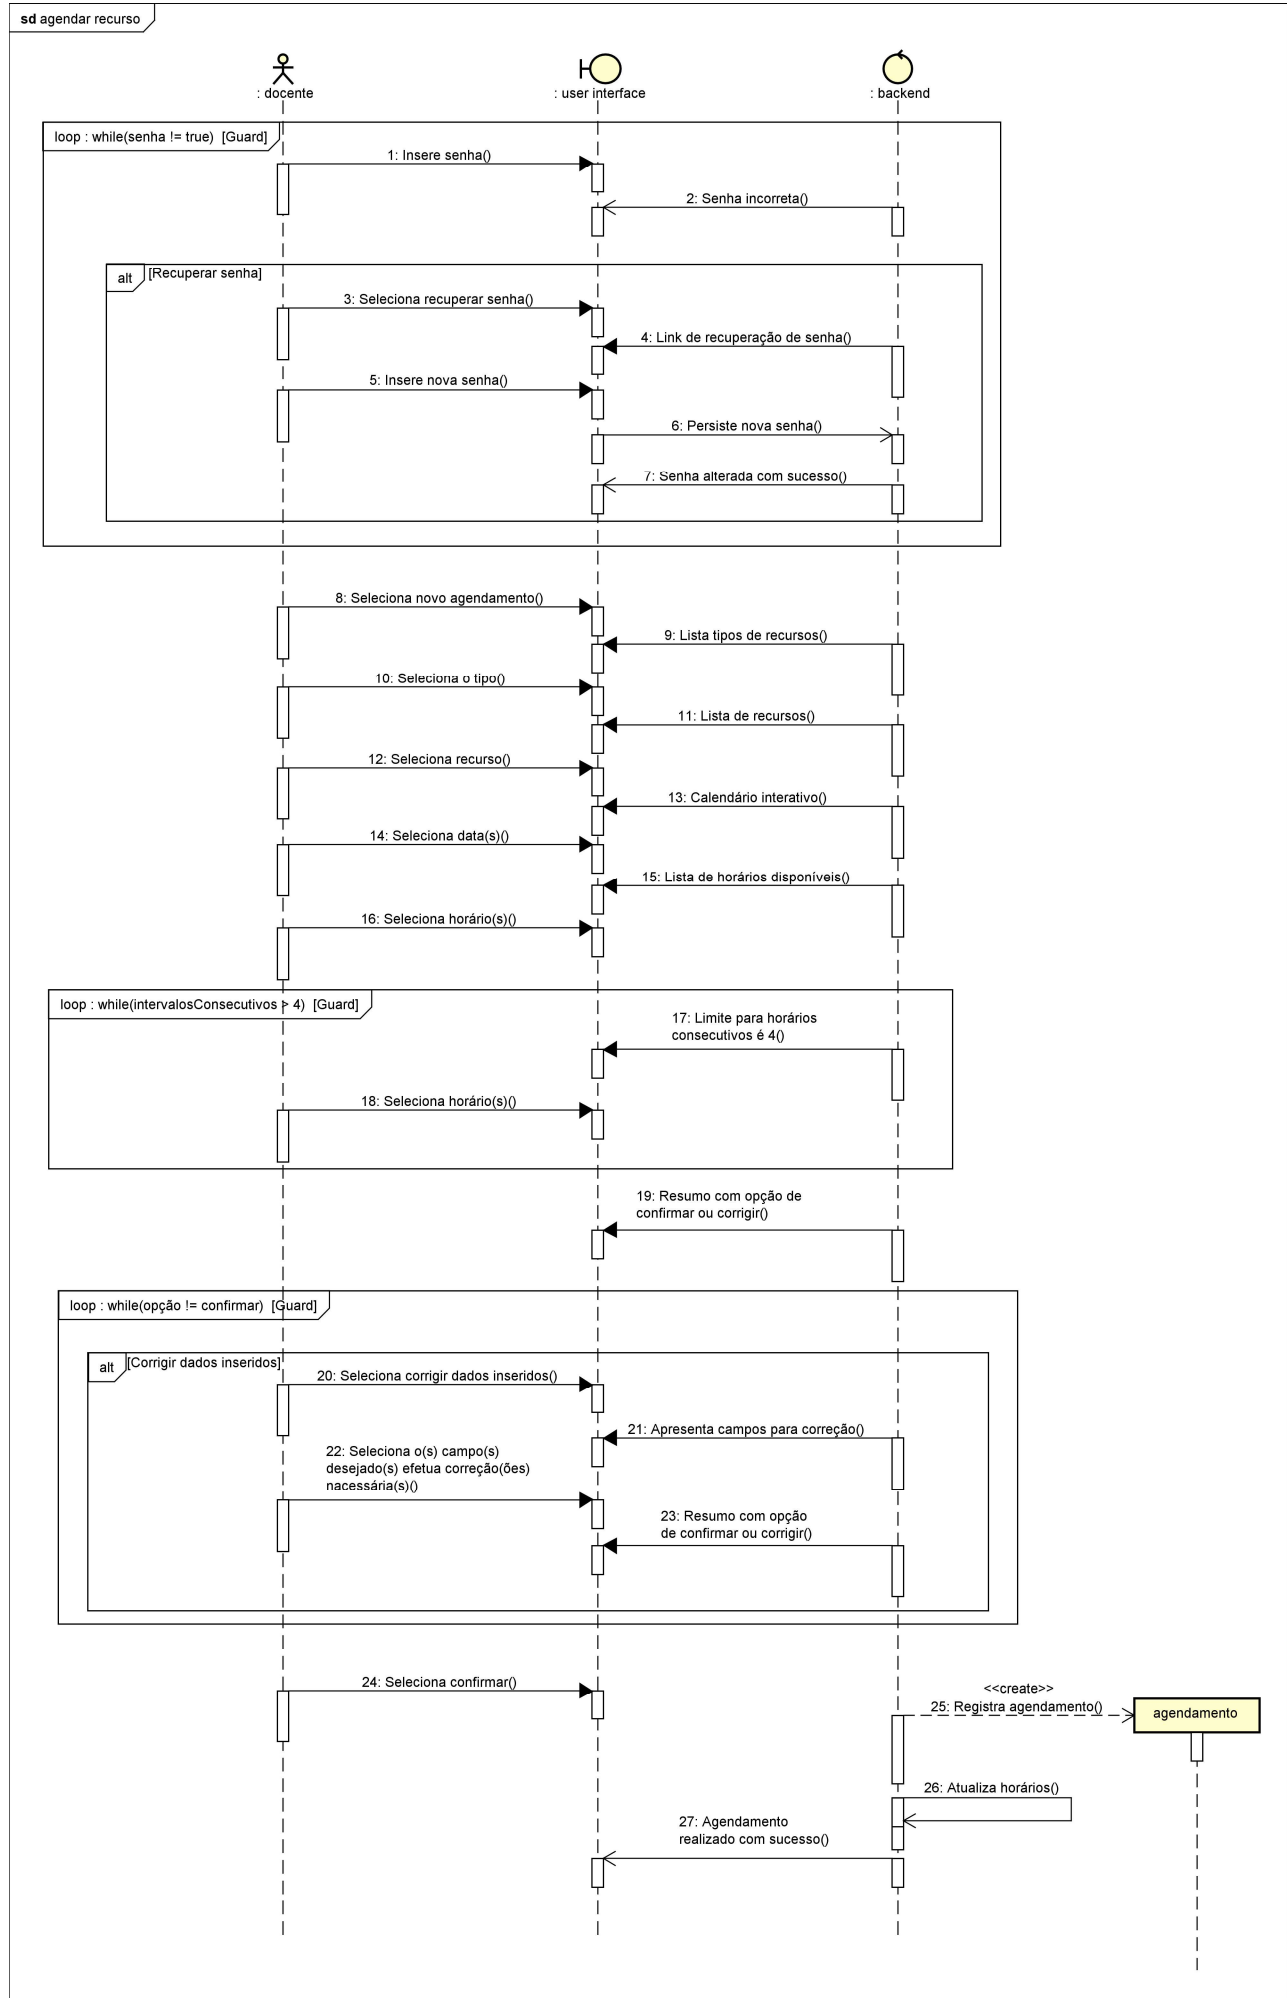 sd agendar recurso
: docente
: user interface
: backend
loop : while(senha != true) [Guard]
1: Insere senha()
2: Senha incorreta()
alt [Recuperar senha]
3: Seleciona recuperar senha()
4: Link de recuperação de senha()
5: Insere nova senha()
6: Persiste nova senha()
7: Senha alterada com sucesso()
8: Seleciona novo agendamento()
9: Lista tipos de recursos()
10: Seleciona o tipo()
11: Lista de recursos()
12: Seleciona recurso()
13: Calendário interativo()
14: Seleciona data(s)()
15: Lista de horários disponíveis()
16: Seleciona horário(s)()
loop : while(intervalosConsecutivos > 4) [Guard]
17: Limite para horários
consecutivos é 4()
18: Seleciona horário(s)()
19: Resumo com opção de
confirmar ou corrigir()
loop : while(opção != confirmar) [Guard]
alt [Corrigir dados inseridos]
20: Seleciona corrigir dados inseridos()
21: Apresenta campos para correção()
22: Seleciona o(s) campo(s)
desejado(s) efetua correção(ões)
nacessária(s)()
23: Resumo com opção
de confirmar ou corrigir()
24: Seleciona confirmar()
<<create>>
25: Registra agendamento()
agendamento
26: Atualiza horários()
27: Agendamento
realizado com sucesso()